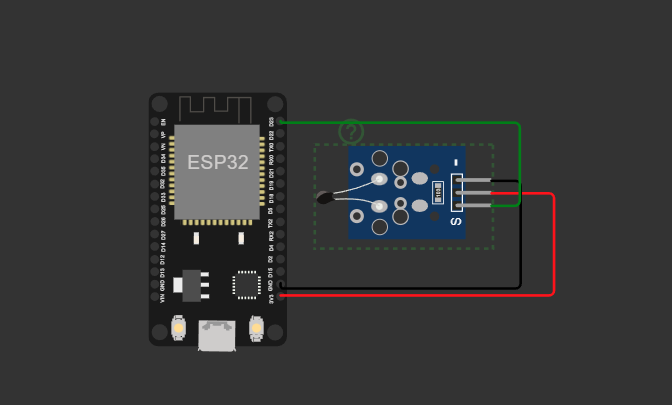 ESP32
?
EN
VP
VN
D34
D35
D32
D33
D25
D26
D27
D14
D12
D13
GND
VIN
D23
D22
TX0
RX0
D21
D19
D18
D5
TX2
RX2
D4
D2
D15
GND
3V3
-
S